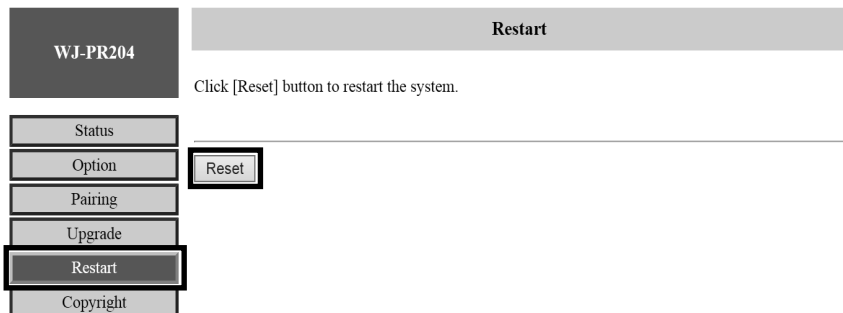 WJ-PR204
Restart
Click [Reset] button to restart the system.
Status
Option
Pairing
Upgrade
Restart
Copyright
Reset